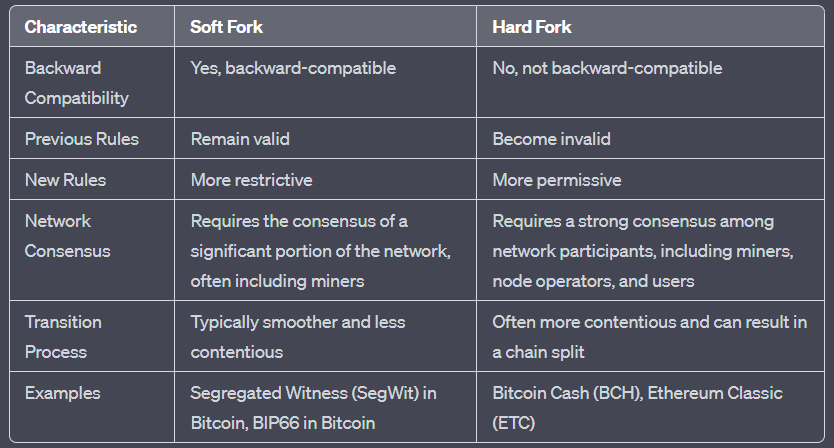 Characteristic Soft Fork Hard Fork
Backward Compatibility Yes, backward-compatible No, not backward-compatible
Previous Rules Remain valid Become invalid
New Rules More restrictive More permissive
Network Consensus Requires the consensus of a significant portion of the network, often including miners Requires a strong consensus among network participants, including miners, node operators, and users
Transition Process Typically smoother and less contentious Often more contentious and can result in a chain split
Examples Segregated Witness (SegWit) in Bitcoin, BIP66 in Bitcoin Bitcoin Cash (BCH), Ethereum Classic (ETC)